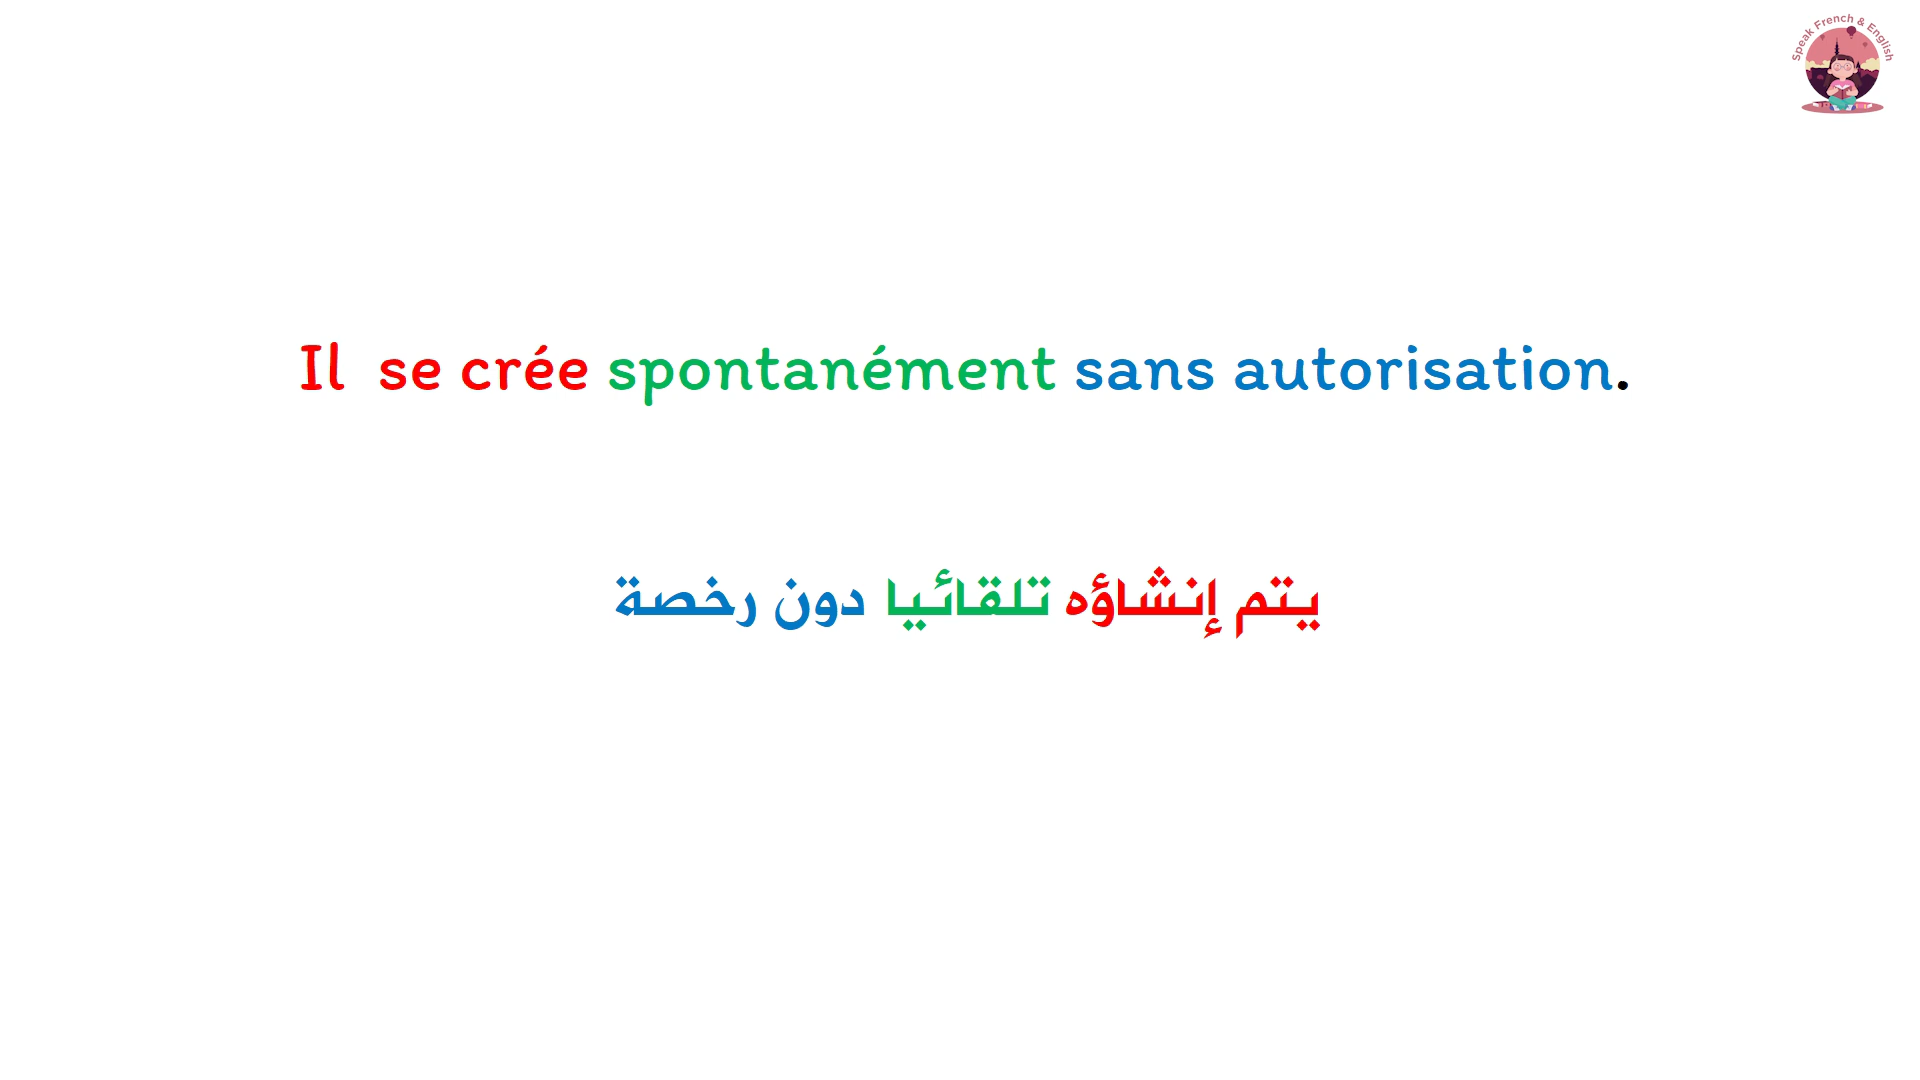 Speak French & English
Il se crée spontanément sans autorisation.
يتم إنشاؤه تلقائيا دون رخصة